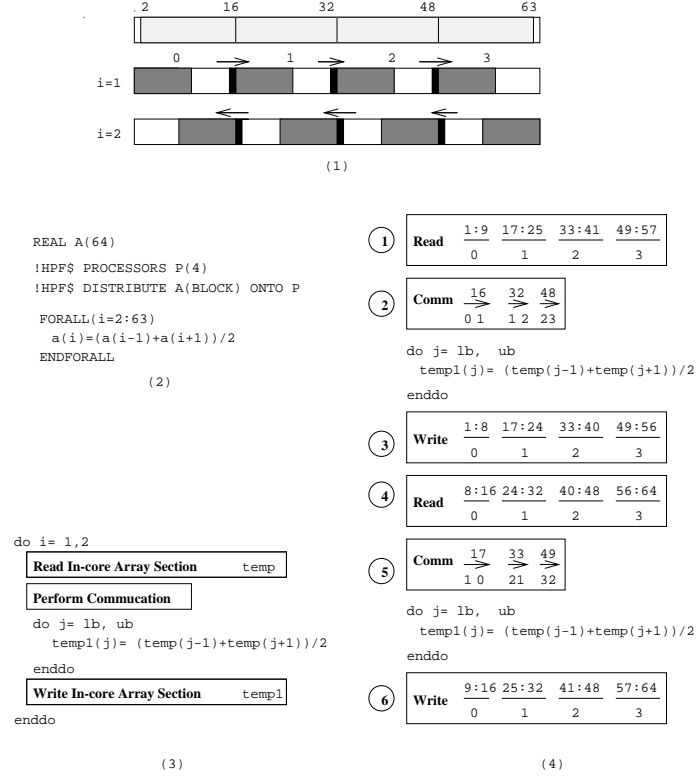 2 16 32 48 63
0 1 2 3
i=1
i=2
(1)
REAL A(64)
!HPF$ PROCESSORS P(4)
!HPF$ DISTRIBUTE A(BLOCK) ONTO P
FORALL(i=2:63)
a(i)=(a(i-1)+a(i+1))/2
ENDFORALL
(2)
do i= 1,2
Read In-core Array Section temp
Perform Commucation
do j= lb, ub
temp1(j)= (temp(j-1)+temp(j+1))/2
enddo
Write In-core Array Section temp1
enddo
(3)
1 Read 1:9 17:25 33:41 49:57
0 1 2 3
2 Comm 16 32 48
0 1 1 2 23
do j= lb, ub
temp1(j)= (temp(j-1)+temp(j+1))/2
enddo
3 Write 1:8 17:24 33:40 49:56
0 1 2 3
4 Read 8:16 24:32 40:48 56:64
0 1 2 3
5 Comm 17 33 49
1 0 21 32
do j= lb, ub
temp1(j)= (temp(j-1)+temp(j+1))/2
enddo
6 Write 9:16 25:32 41:48 57:64
0 1 2 3
(4)